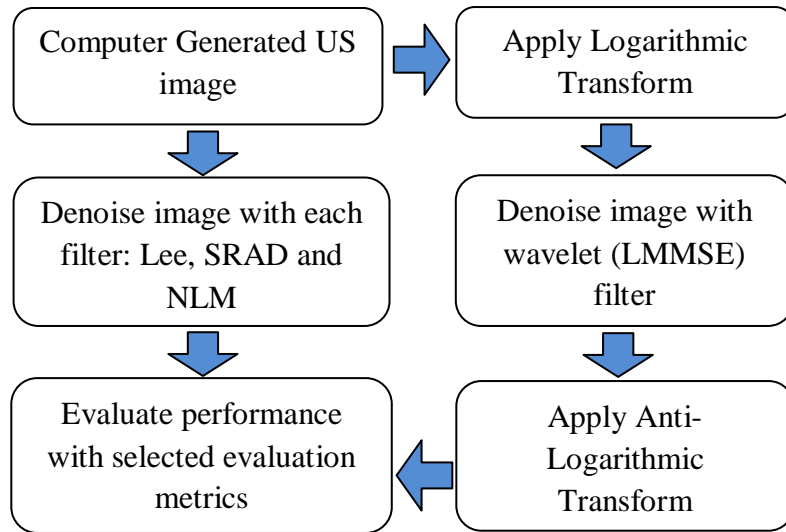 Computer Generated US
image
Apply Logarithmic
Transform
Denoise image with each
filter: Lee, SRAD and
NLM
Denoise image with
wavelet (LMMSE)
filter
Evaluate performance
with selected evaluation
metrics
Apply Anti-
Logarithmic
Transform